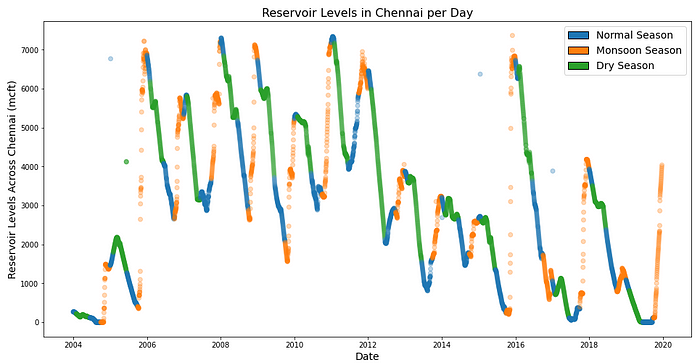 Reservoir Levels in Chennai per Day
Normal Season
Monsoon Season
Dry Season
Reservoir Levels Across Chennai (mcft)
7000
6000
5000
4000
3000
2000
1000
0
2004 2006 2008 2010 2012 2014 2016 2018 2020
Date